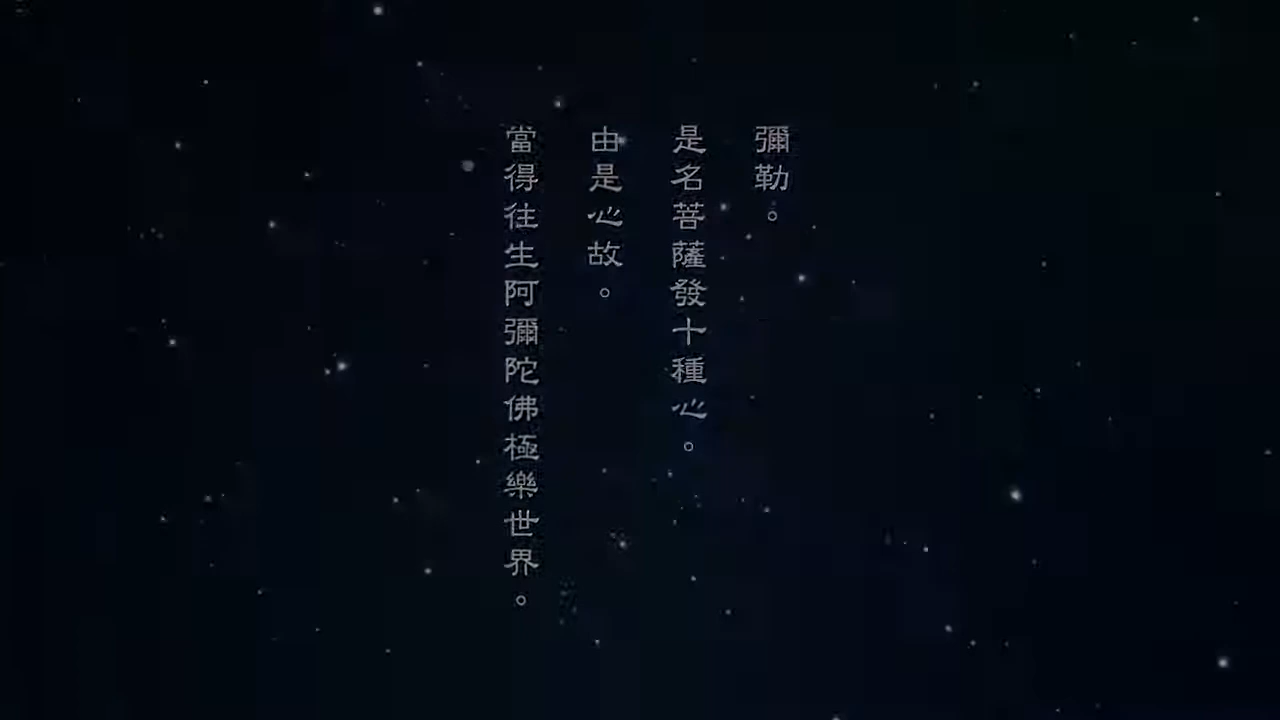 彌勒。
是名菩薩發十種心。
由是心故。
當得往生阿彌陀佛極樂世界。